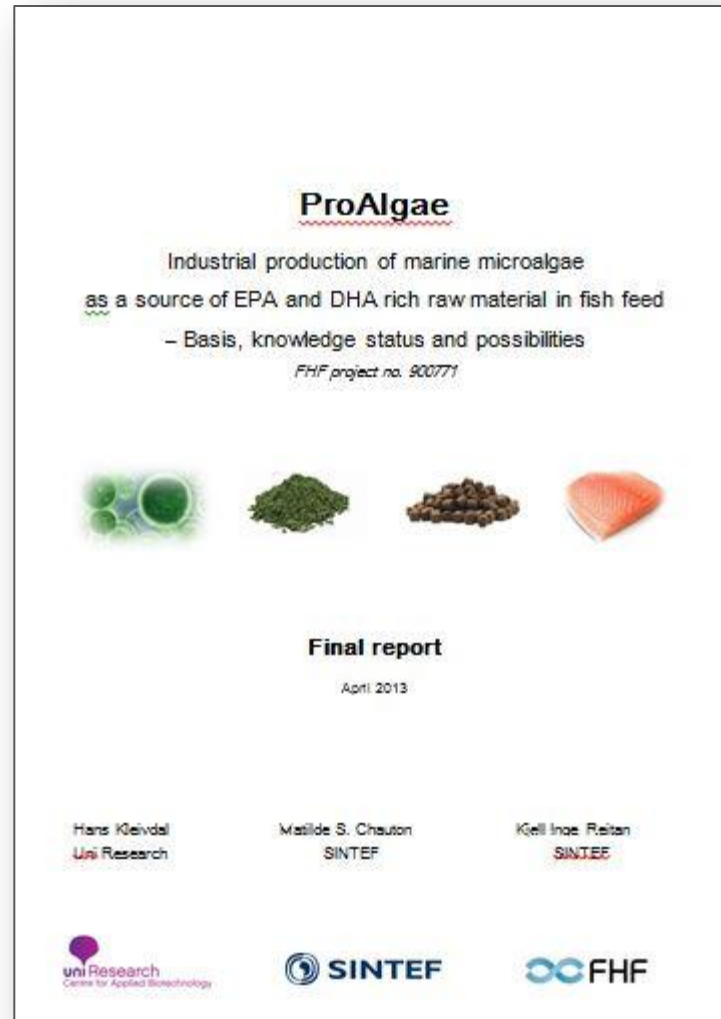 ProAlgae
Industrial production of marine microalgae
as a source of EPA and DHA rich raw material in fish feed
– Basis, knowledge status and possibilities
FHF project no. 900771
Final report
April 2013
Hans Kleivdal
Uni Research
Matilde S. Chauton
SINTEF
Kjell Inge Reitan
SINTEF
uni Research
Centre for Applied Biotechnology
SINTEF
FHF